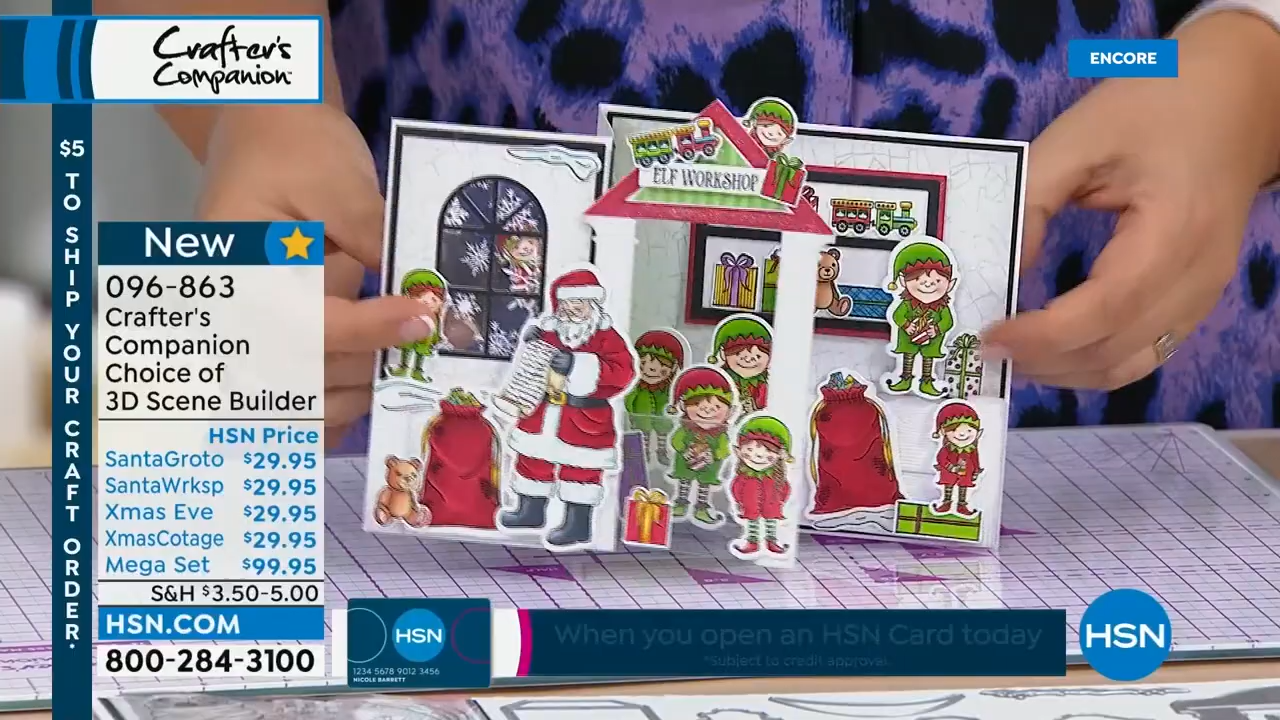 Crafter's
Companion
ENCORE
$5 TO SHIP YOUR CRAFT ORDER.
New
096-863
Crafter's
Companion
Choice of
3D Scene Builder
HSN Price
SantaGroto $29.95
SantaWrksp $29.95
Xmas Eve $29.95
XmasCotage $29.95
Mega Set $99.95
S&H $3.50-5.00
HSN.COM
800-284-3100
ELF WORKSHOP
HSN
1234 5678 9012 3456
NICOLE BARRETT
When you open an HSN Card today
*Subject to credit approval.
HSN